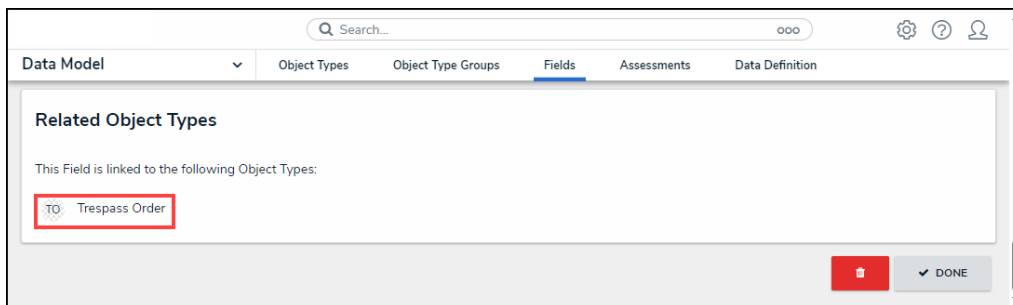 Search...
Data Model Object Types Object Type Groups Fields Assessments Data Definition
Related Object Types
This Field is linked to the following Object Types:
TO Trespass Order
DONE